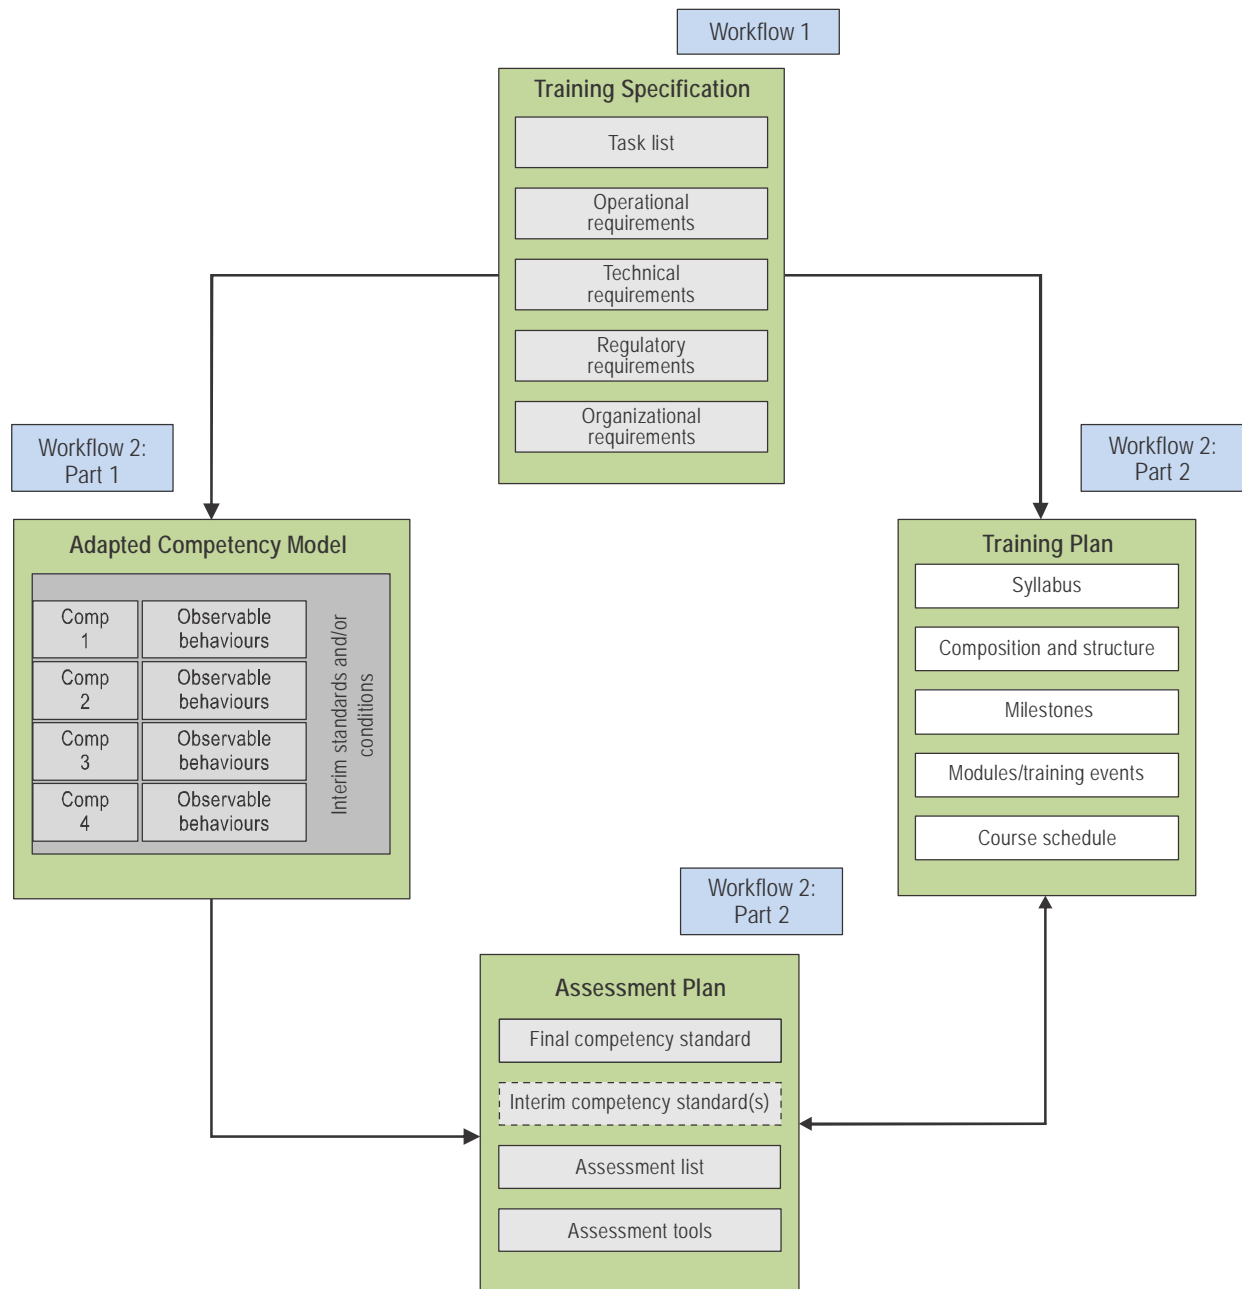 Workflow 1
Training Specification
Task list
Operational
requirements
Technical
requirements
Regulatory
requirements
Organizational
requirements
Workflow 2:
Part 1
Adapted Competency Model
Comp
1
Observable
behaviours
Comp
2
Observable
behaviours
Comp
3
Observable
behaviours
Comp
4
Observable
behaviours
Interim standards and/or
conditions
Workflow 2:
Part 2
Training Plan
Syllabus
Composition and structure
Milestones
Modules/training events
Course schedule
Workflow 2:
Part 2
Assessment Plan
Final competency standard
Interim competency standard(s)
Assessment list
Assessment tools